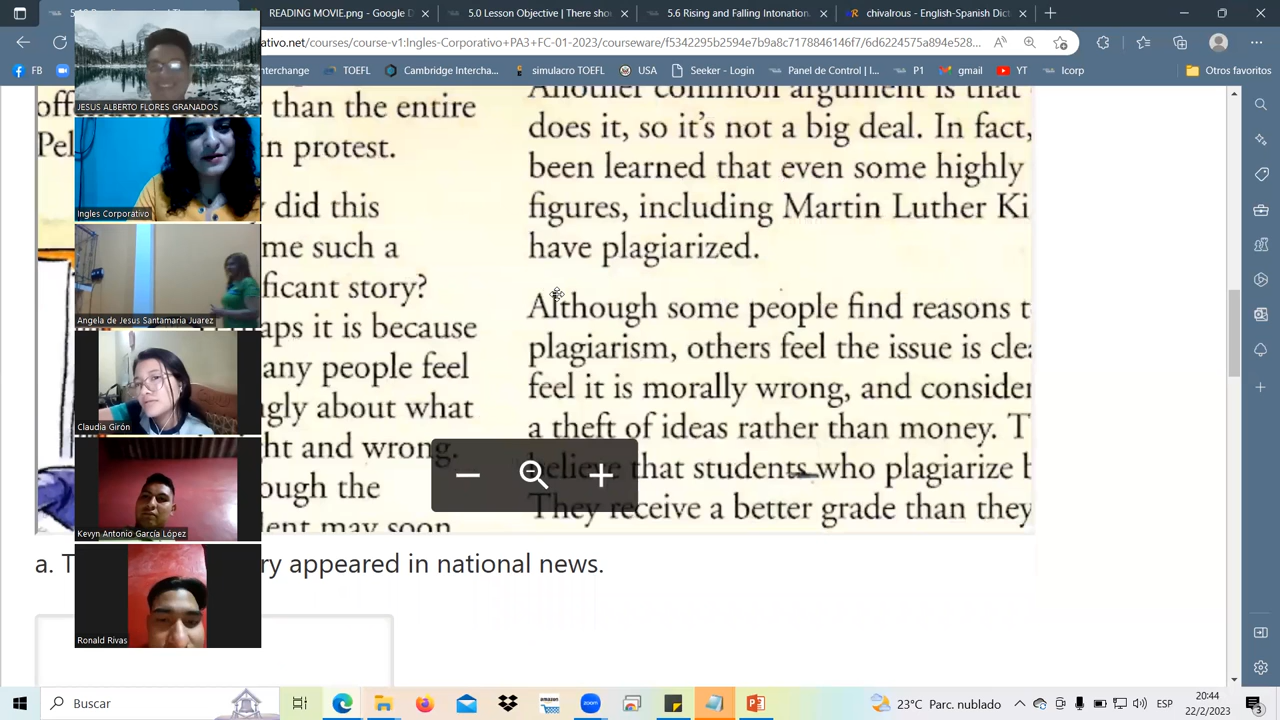 READING MOVIE.png - Google D
5.0 Lesson Objective | There shou
5.6 Rising and Falling Intonation
chivalrous - English-Spanish Dict
ativo.net/courses/course-v1:Ingles-Corporativo+PA3+FC-01-2023/courseware/f5342295b2594e7b9a8c7178846146f7/6d6224575a894e528...
FB
nterchange
TOEFL
Cambridge Intercha...
simulacro TOEFL
USA
Seeker - Login
Panel de Control | I...
P1
gmail
YT
Icorp
Otros favoritos
than the entire
Pel
n protest.
did this
me such a
ficant story?
aps it is because
any people feel
ngly about what
ht and wrong.
ough the
lent may soon
Another common argument is that
does it, so it's not a big deal. In fact,
been learned that even some highly
figures, including Martin Luther Ki
have plagiarized.
Although some people find reasons t
plagiarism, others feel the issue is clea
feel it is morally wrong, and consider
a theft of ideas rather than money. T
believe that students who plagiarize b
They receive a better grade than they
a. T
ry appeared in national news.
JESUS ALBERTO FLORES GRANADOS
Ingles Corporativo
Angela de Jesus Santamaria Juarez
Claudia Girón
Kevyn Antonio García López
Ronald Rivas
Buscar
amazon
zoom
23°C Parc. nublado
ESP
20:44
22/2/2023
3